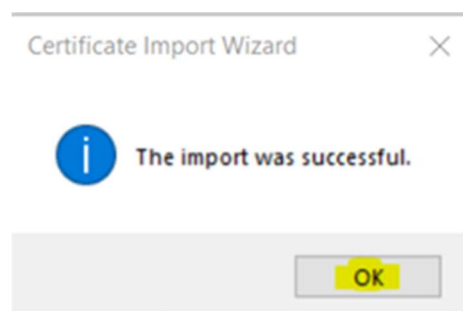 Certificate Import Wizard
The import was successful.
OK